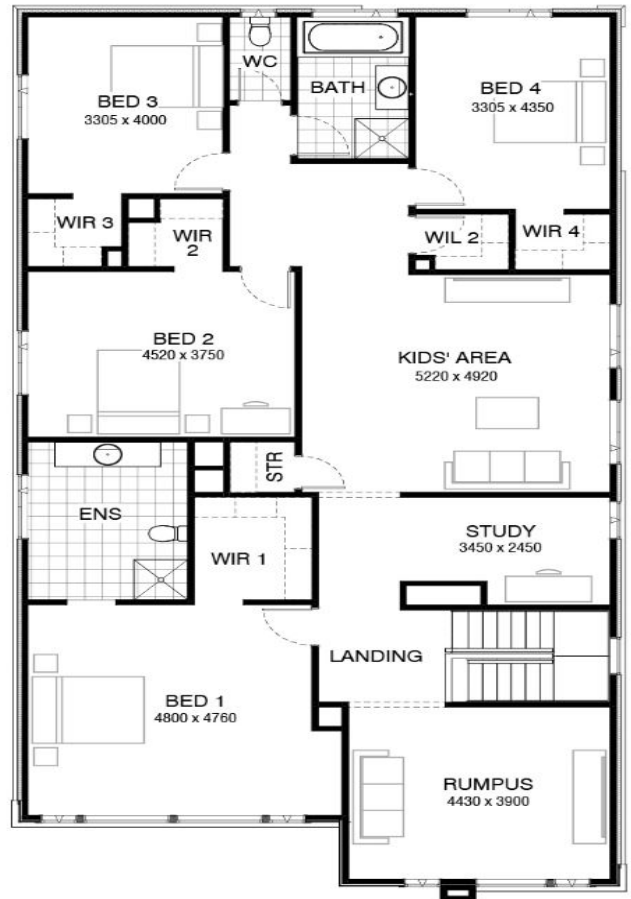 WC
BATH
BED 3
3305 x 4000
BED 4
3305 x 4350
WIR 3
WIR
2
WIL 2
WIR 4
BED 2
4520 x 3750
KIDS' AREA
5220 x 4920
STR
ENS
WIR 1
STUDY
3450 x 2450
LANDING
BED 1
4800 x 4760
RUMPUS
4430 x 3900